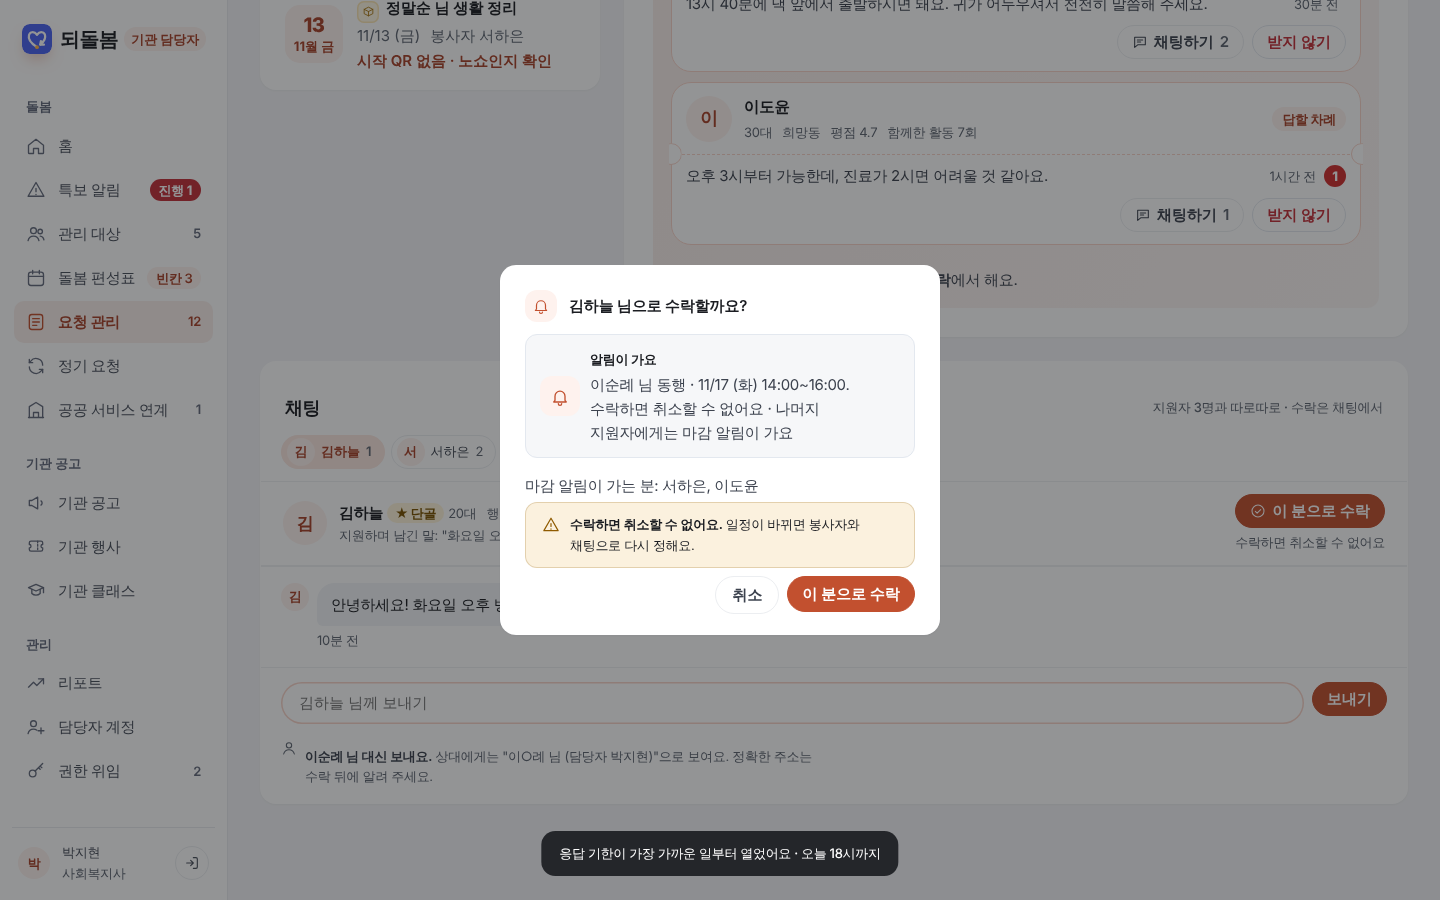 되돌봄 기관 담당자
돌봄
홈
특보 알림 진행 1
관리 대상 5
돌봄 편성표 빈칸 3
요청 관리 12
정기 요청
공공 서비스 연계 1
기관 공고
기관 공고
기관 행사
기관 클래스
관리
리포트
담당자 계정
권한 위임 2
박 박지현
사회복지사
13
11월 금
정말순 님 생활 정리
11/13 (금) 봉사자 서하은
시작 QR 없음 · 노쇼인지 확인
13시 40분에 댁 앞에서 출발하시면 돼요. 귀가 어두우셔서 천천히 말씀해 주세요. 30분 전
채팅하기 2 받지 않기
이 이도윤
30대 희망동 평점 4.7 함께한 활동 7회
답할 차례
오후 3시부터 가능한데, 진료가 2시면 어려울 것 같아요. 1시간 전 1
채팅하기 1 받지 않기
락에서 해요.
채팅 지원자 3명과 따로따로 · 수락은 채팅에서
김 김하늘 1 서 서하은 2
김 김하늘 ★ 단골 20대 행
지원하며 남긴 말: "화요일 오
이 분으로 수락
수락하면 취소할 수 없어요
김 안녕하세요! 화요일 오후
10분 전
김하늘 님께 보내기 보내기
이순례 님 대신 보내요. 상대에게는 "이○례 님 (담당자 박지현)"으로 보여요. 정확한 주소는
수락 뒤에 알려 주세요.
김하늘 님으로 수락할까요?
알림이 가요
이순례 님 동행 · 11/17 (화) 14:00~16:00.
수락하면 취소할 수 없어요 · 나머지
지원자에게는 마감 알림이 가요
마감 알림이 가는 분: 서하은, 이도윤
수락하면 취소할 수 없어요. 일정이 바뀌면 봉사자와
채팅으로 다시 정해요.
취소 이 분으로 수락
응답 기한이 가장 가까운 일부터 열었어요 · 오늘 18시까지